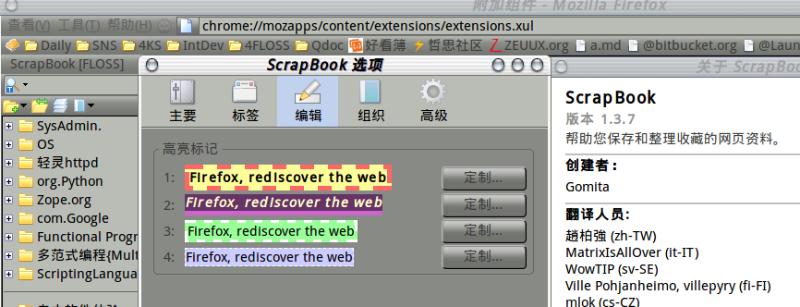 附加组件 - Mozilla Firefox
查看(V) 工具(T) 帮助(H) chrome://mozapps/content/extensions/extensions.xul
Daily SNS 4KS IntDev 4FLOSS Qdoc 好看簿 哲思社区 ZEUUX.org a.md @bitbucket.org @Laun
ScrapBook [FLOSS]
SysAdmin.
OS
轻灵httpd
org.Python
Zope.org
com.Google
Functional Progr
多范式编程{Mult
ScriptingLangua
ScrapBook 选项
主要 标签 编辑 组织 高级
高亮标记
1: Firefox, rediscover the web 定制...
2: Firefox, rediscover the web 定制...
3: Firefox, rediscover the web 定制...
4: Firefox, rediscover the web 定制...
关于 ScrapBoo
ScrapBook
版本 1.3.7
帮助您保存和整理收藏的网页资料。
创建者：
Gomita
翻译人员:
趙柏強 (zh-TW)
MatrixIsAllOver (it-IT)
WowTIP (sv-SE)
Ville Pohjanheimo, villepyry (fi-FI)
mlok (cs-CZ)